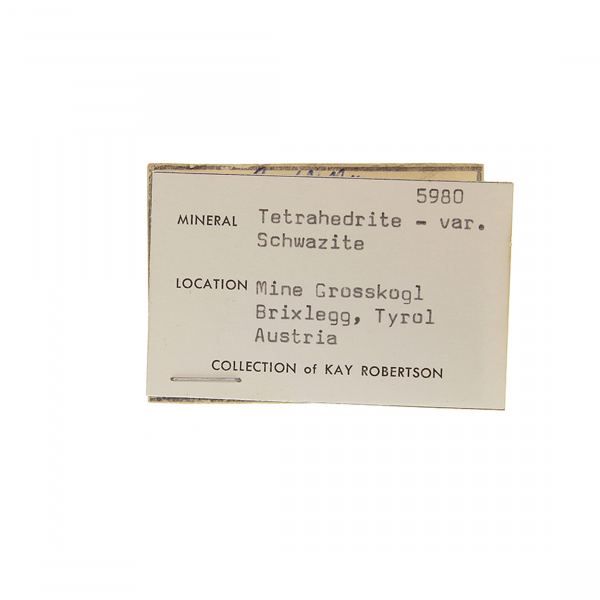 5980
MINERAL Tetrahedrite - var.
Schwazite
LOCATION Mine Grosskogl
Brixlegg, Tyrol
Austria
COLLECTION of KAY ROBERTSON